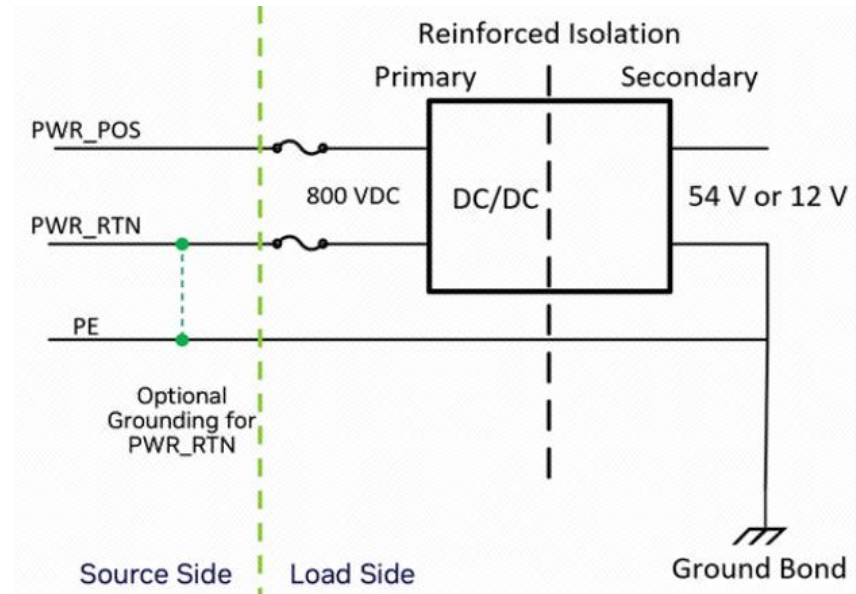 Reinforced Isolation
Primary
Secondary
PWR_POS
800 VDC
DC/DC
54 V or 12 V
PWR_RTN
PE
Optional
Grounding for
PWR_RTN
Ground Bond
Source Side
Load Side